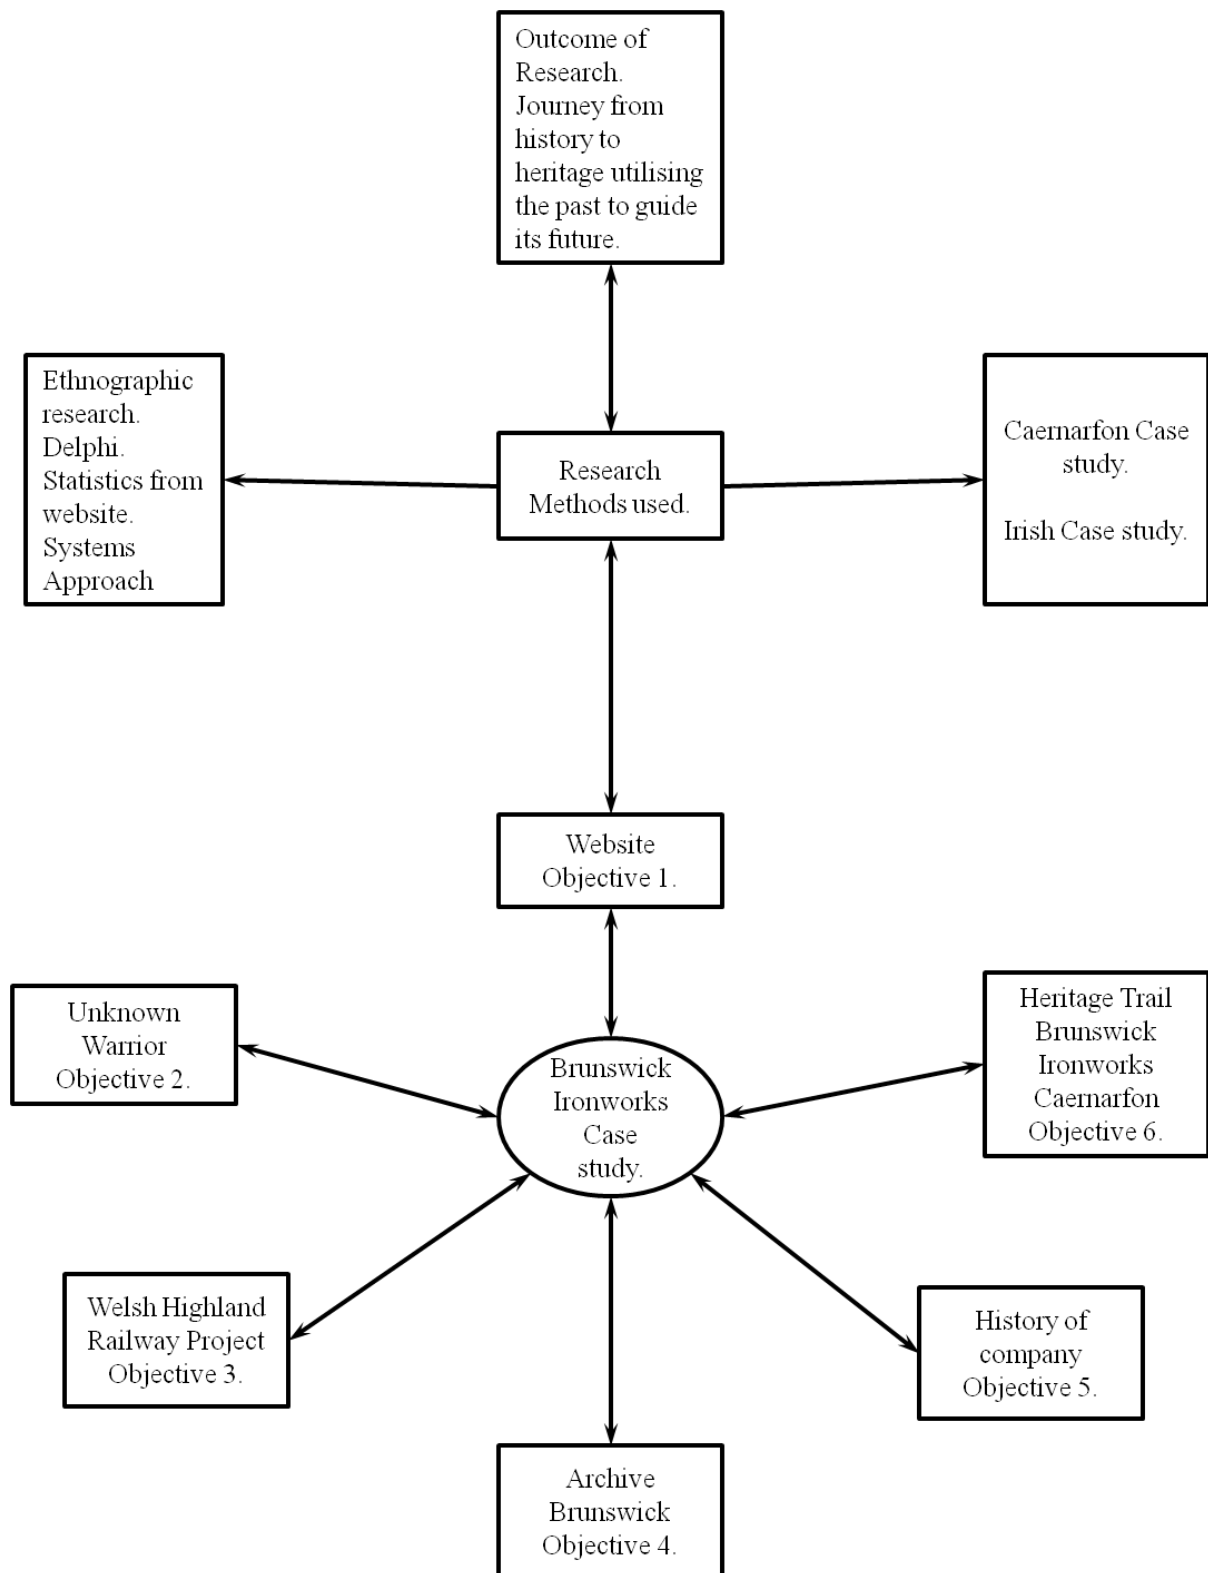 Outcome of
Research.
Journey from
history to
heritage utilising
the past to guide
its future.
Ethnographic
research.
Delphi.
Statistics from
website.
Systems
Approach
Research
Methods used.
Caernarfon Case
study.
Irish Case study.
Website
Objective 1.
Unknown
Warrior
Objective 2.
Brunswick
Ironworks
Case
study.
Heritage Trail
Brunswick
Ironworks
Caernarfon
Objective 6.
Welsh Highland
Railway Project
Objective 3.
History of
company
Objective 5.
Archive
Brunswick
Objective 4.